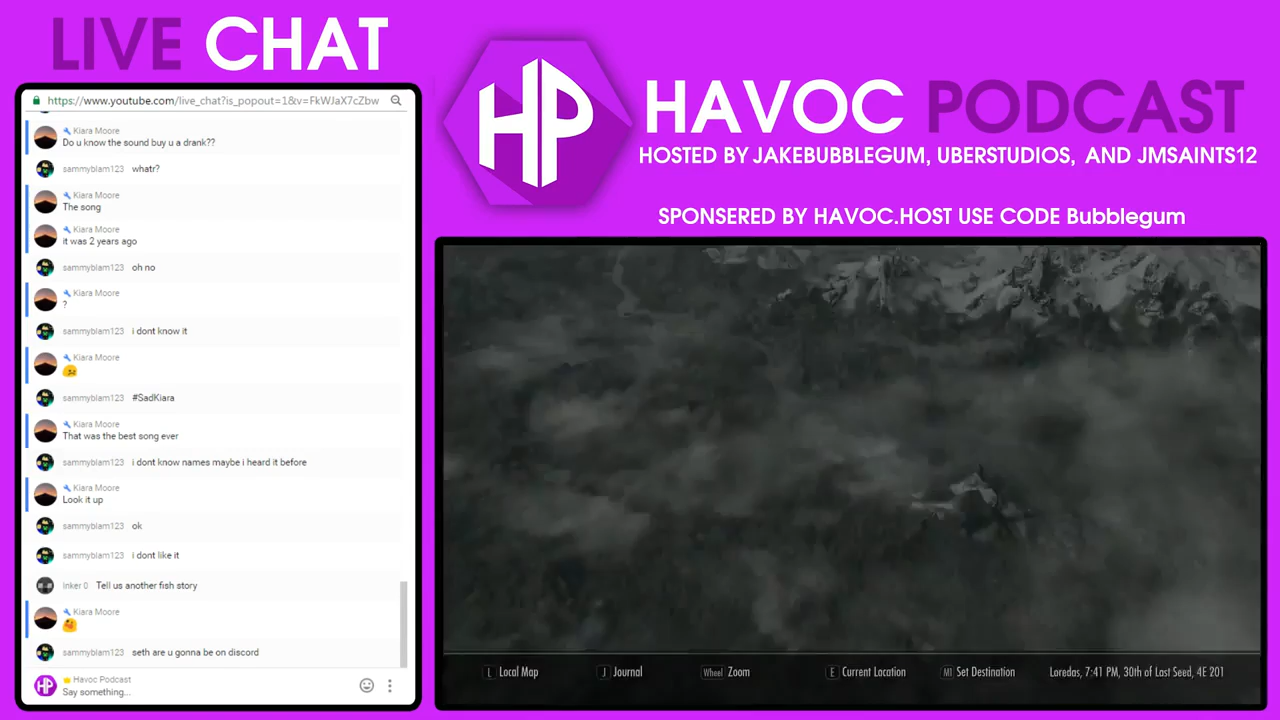 LIVE CHAT
https://www.youtube.com/live_chat?is_popout=1&v=FkWJaX7cZbw
Kiara Moore
Do u know the sound buy u a drank??
sammyblam123 whatr?
Kiara Moore
The song
Kiara Moore
it was 2 years ago
sammyblam123 oh no
Kiara Moore
?
sammyblam123 i dont know it
Kiara Moore
sammyblam123 #SadKiara
Kiara Moore
That was the best song ever
sammyblam123 i dont know names maybe i heard it before
Kiara Moore
Look it up
sammyblam123 ok
sammyblam123 i dont like it
Inker 0 Tell us another fish story
Kiara Moore
sammyblam123 seth are u gonna be on discord
HP Havoc Podcast
Say something...
HP
HAVOC PODCAST
HOSTED BY JAKEBUBBLEGUM, UBERSTUDIOS, AND JMSAINTS12
SPONSERED BY HAVOC.HOST USE CODE Bubblegum
L Local Map J Journal Wheel Zoom E Current Location M1 Set Destination Loredas, 7:41 PM, 30th of Last Seed, 4E 201